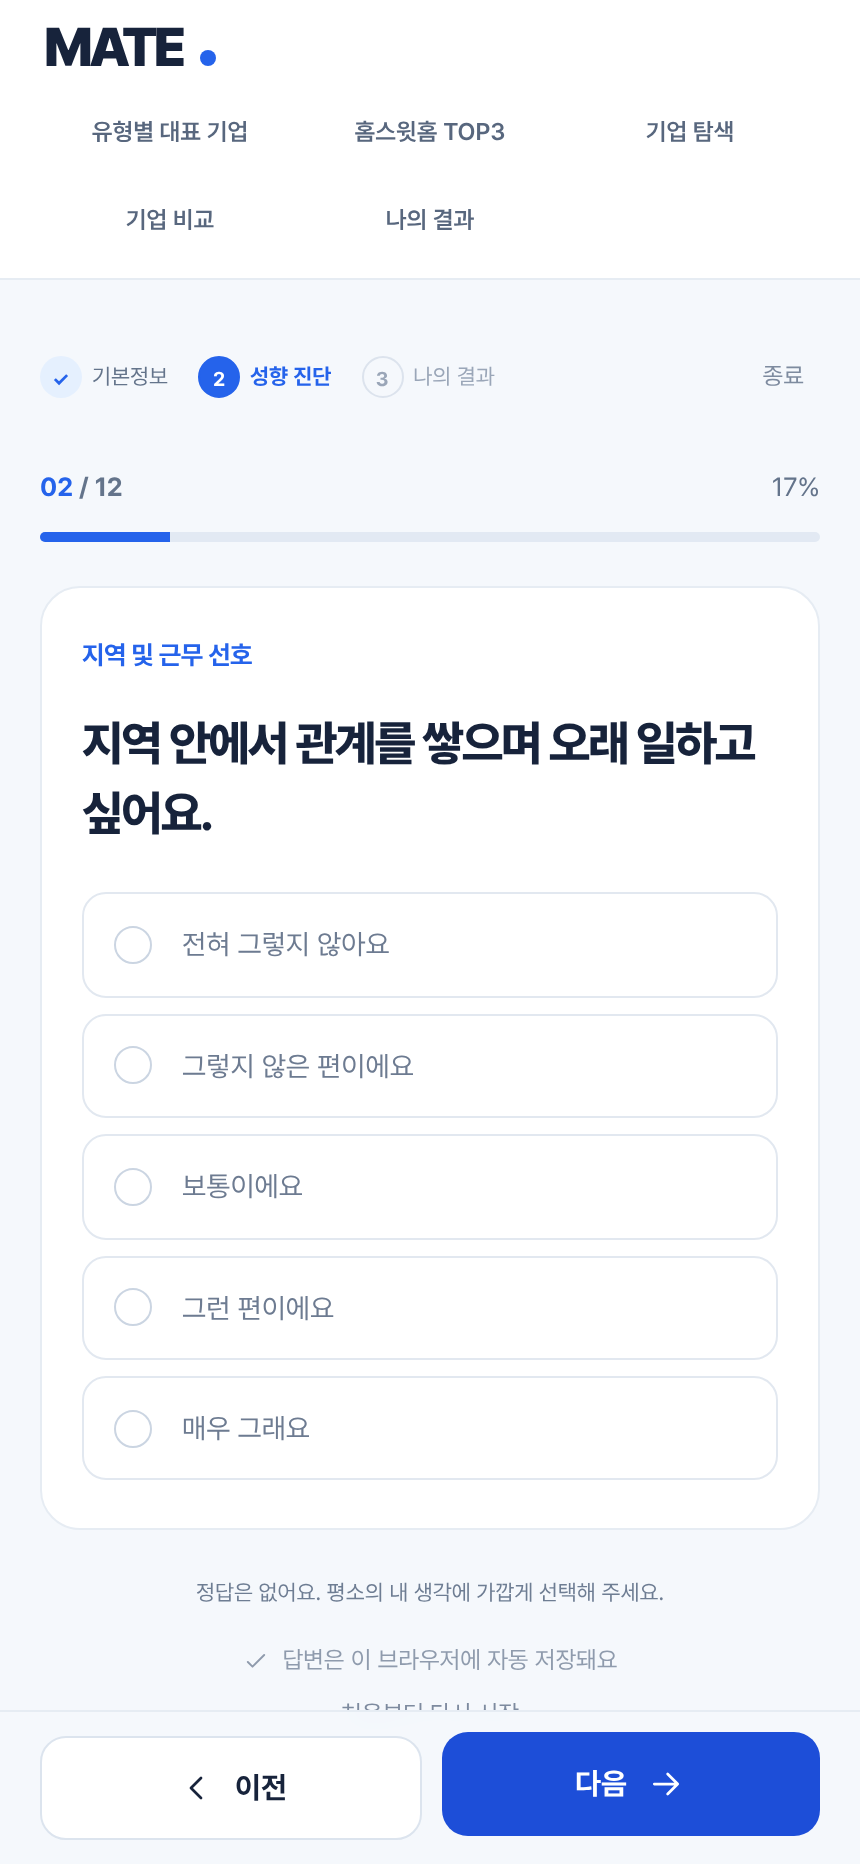 MATE
유형별 대표 기업 홈스윗홈 TOP3 기업 탐색
기업 비교 나의 결과
기본정보 2 성향 진단 3 나의 결과 종료
02 / 12 17%
지역 및 근무 선호
지역 안에서 관계를 쌓으며 오래 일하고
싶어요.
전혀 그렇지 않아요
그렇지 않은 편이에요
보통이에요
그런 편이에요
매우 그래요
정답은 없어요. 평소의 내 생각에 가깝게 선택해 주세요.
답변은 이 브라우저에 자동 저장돼요
이전 다음